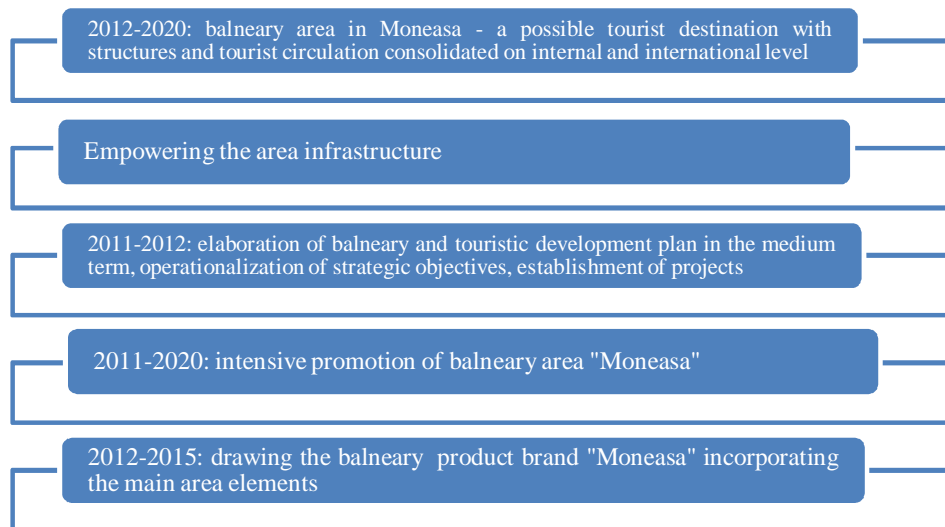 2012-2020: balneary area in Moneasa - a possible tourist destination with
structures and tourist circulation consolidated on internal and international level
Empowering the area infrastructure
2011-2012: elaboration of balneary and touristic development plan in the medium
term, operationalization of strategic objectives, establishment of projects
2011-2020: intensive promotion of balneary area "Moneasa"
2012-2015: drawing the balneary product brand "Moneasa" incorporating
the main area elements